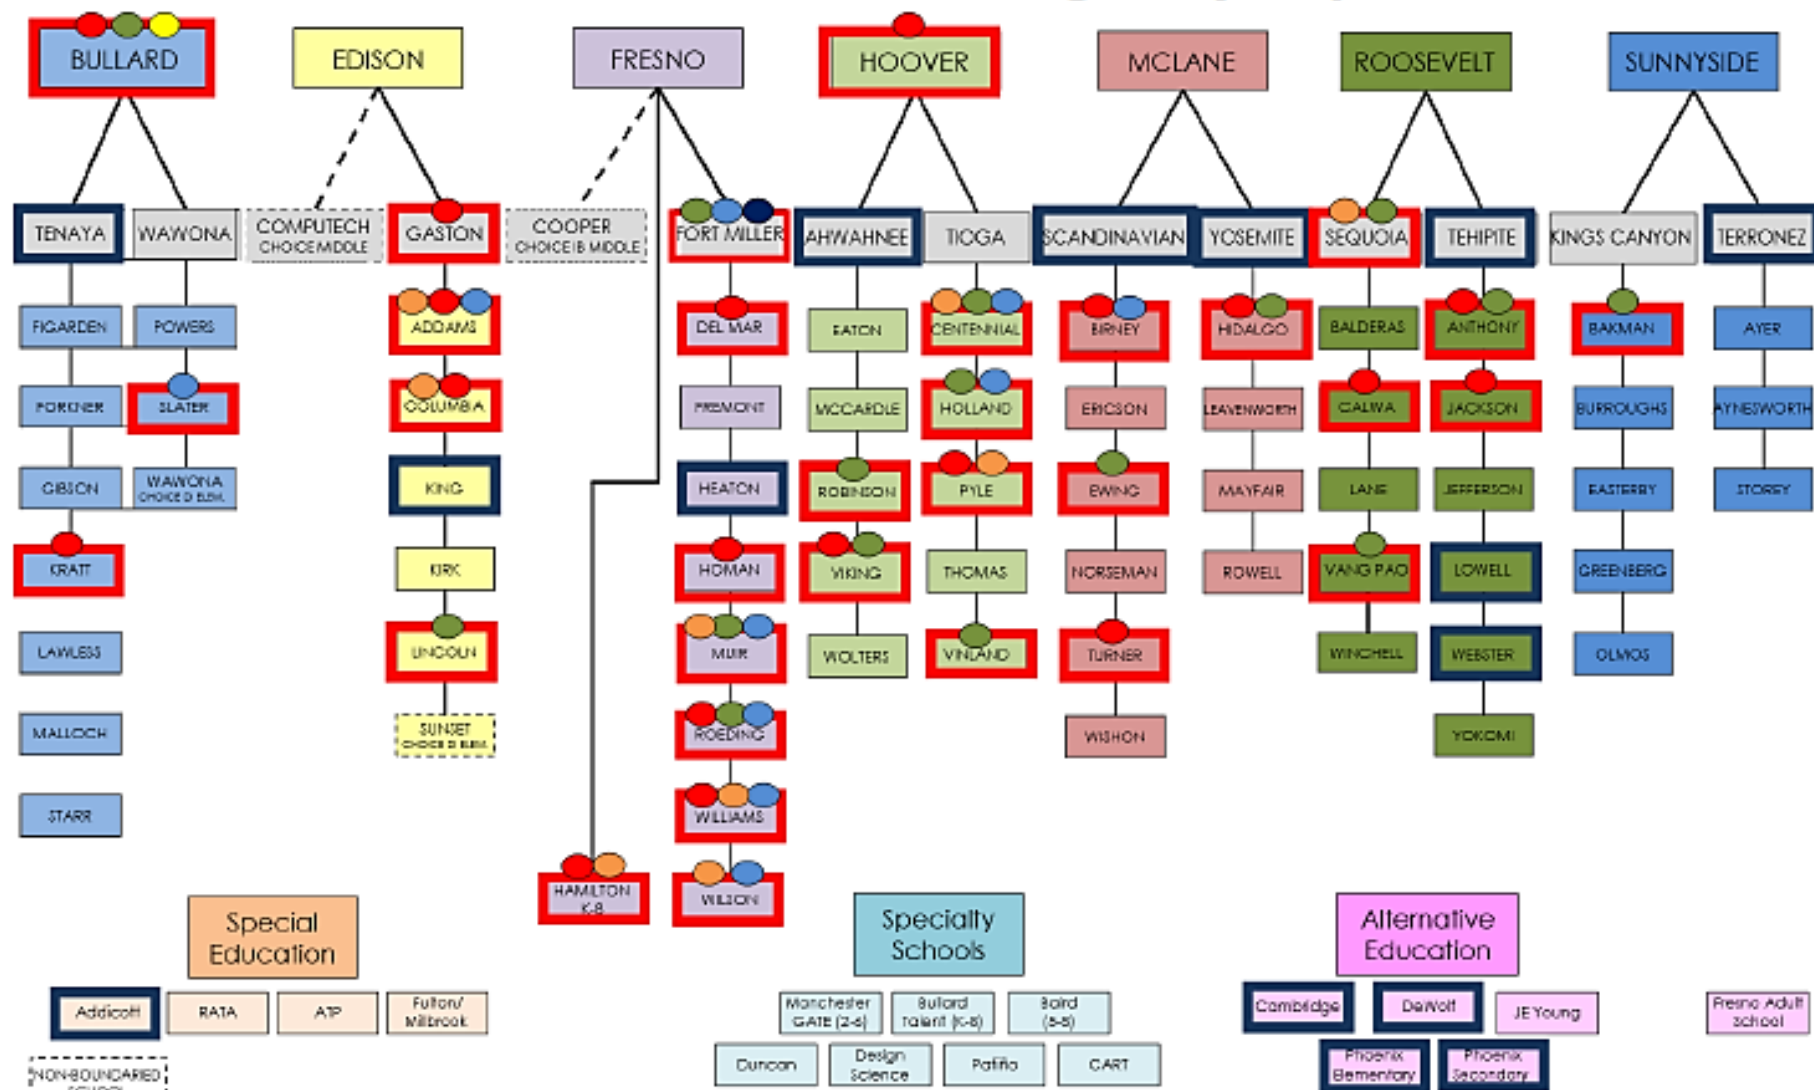 BULLARD
EDISON
FRESNO
HOOVER
MCLANE
ROOSEVELT
SUNNYSIDE
TENAYA
WAWONA
COMPUTECH
CHOICE MIDDLE
GASTON
COOPER
CHOICE IB MIDDLE
FORT MILLER
AHWAHNEE
TIOGA
SCANDINAVIAN
YOSEMITE
SEQUOIA
TEHIPITE
KINGS CANYON
TERRONEZ
FIGARDEN
POWERS
ADDAMS
DEL MAR
EATON
CENTENNIAL
BIRNEY
HIDALGO
BALDERAS
ANTHONY
BAKMAN
AYER
FORKNER
SLATER
COLUMBIA
FREMONT
MCCARDLE
HOLLAND
ERICSON
LEAVENWORTH
CALWA
JACKSON
BURROUGHS
AYNESWORTH
GIBSON
WAWONA
CHOICE DI ELEM.
KING
HEATON
ROBINSON
PYLE
EWING
MAYFAIR
LANE
JEFFERSON
EASTERBY
STOREY
KRATT
KIRK
HOMAN
VIKING
THOMAS
NORSEMAN
ROWELL
VANG PAO
LOWELL
GREENBERG
LAWLESS
LINCOLN
MUIR
WOLTERS
VINLAND
TURNER
WINCHELL
WEBSTER
OLMOS
MALLOCH
SUNSET
CHOICE DI ELEM.
ROEDING
WISHON
YOKOMI
STARR
WILLIAMS
HAMILTON
K-8
WILSON
Special
Education
Specialty
Schools
Alternative
Education
Addicott
RATA
ATP
Fulton/
Millbrook
Manchester
GATE (2-6)
Bullard
Talent (K-8)
Baird
(5-8)
Cambridge
DeWolf
JE Young
Fresno Adult
School
NON-BOUNDARIED
Duncan
Design
Science
Patiño
CART
Phoenix
Elementary
Phoenix
Secondary